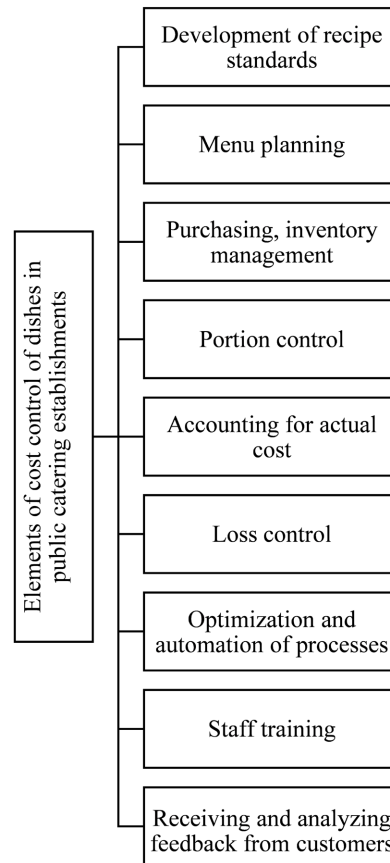 Elements of cost control of dishes in
public catering establishments
Development of recipe
standards
Menu planning
Purchasing, inventory
management
Portion control
Accounting for actual
cost
Loss control
Optimization and
automation of processes
Staff training
Receiving and analyzing
feedback from customers